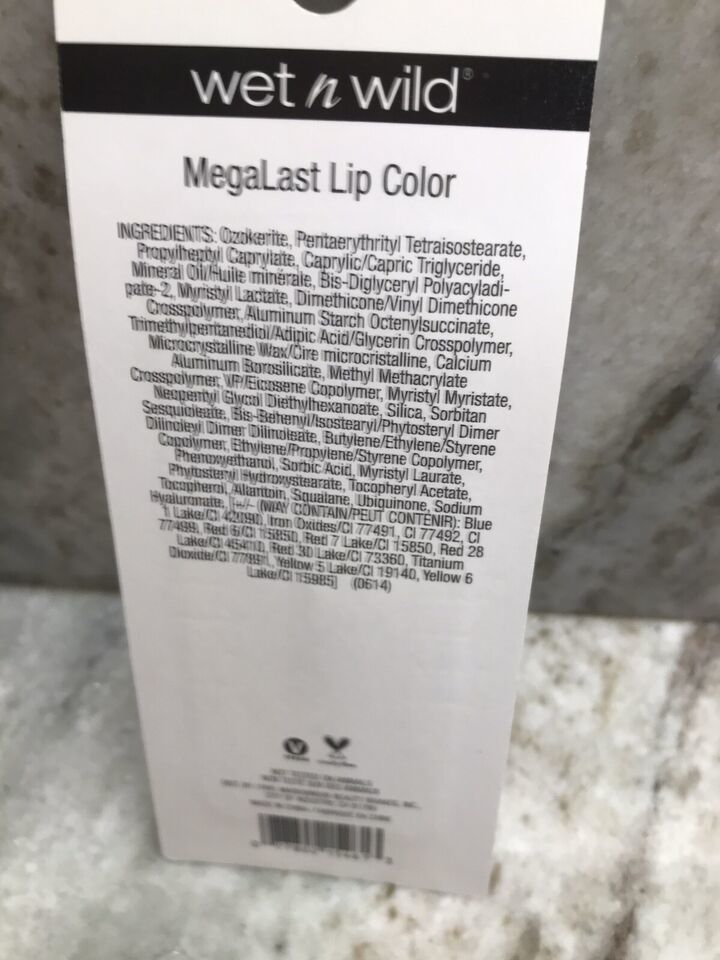 wet n wild®
MegaLast Lip Color
INGREDIENTS: Ozokerite, Pentaerythrityl Tetraisostearate,
Propylheptyl Caprylate, Caprylic/Capric Triglyceride,
Mineral Oil/Huile minérale, Bis-Diglyceryl Polyacyladi-
pate-2, Myristyl Lactate, Dimethicone/Vinyl Dimethicone
Crosspolymer, Aluminum Starch Octenylsuccinate,
Trimethylpentanediol/Adipic Acid/Glycerin Crosspolymer,
Microcrystalline Wax/Cire microcristalline, Calcium
Aluminum Borosilicate, Methyl Methacrylate
Crosspolymer, VP/Eicosene Copolymer, Myristyl Myristate,
Neopentyl Glycol Diethylhexanoate, Silica, Sorbitan
Sesquioleate, Bis-Behenyl/Isostearyl/Phytosteryl Dimer
Dilinoleyl Dimer Dilinoleate, Butylene/Ethylene/Styrene
Copolymer, Ethylene/Propylene/Styrene Copolymer,
Phenoxyethanol, Sorbic Acid, Myristyl Laurate,
Phytosteryl Hydroxystearate, Tocopheryl Acetate,
Tocopherol, Allantoin, Squalane, Ubiquinone, Sodium
Hyaluronate, [+/- (MAY CONTAIN/PEUT CONTENIR): Blue
1 Lake/CI 42090, Iron Oxides/CI 77491, CI 77492, CI
77499, Red 6/CI 15850, Red 7 Lake/CI 15850, Red 28
Lake/CI 45410, Red 30 Lake/CI 73360, Titanium
Dioxide/CI 77891, Yellow 5 Lake/CI 19140, Yellow 6
Lake/CI 15985] (0614)
NOT TESTED ON ANIMALS